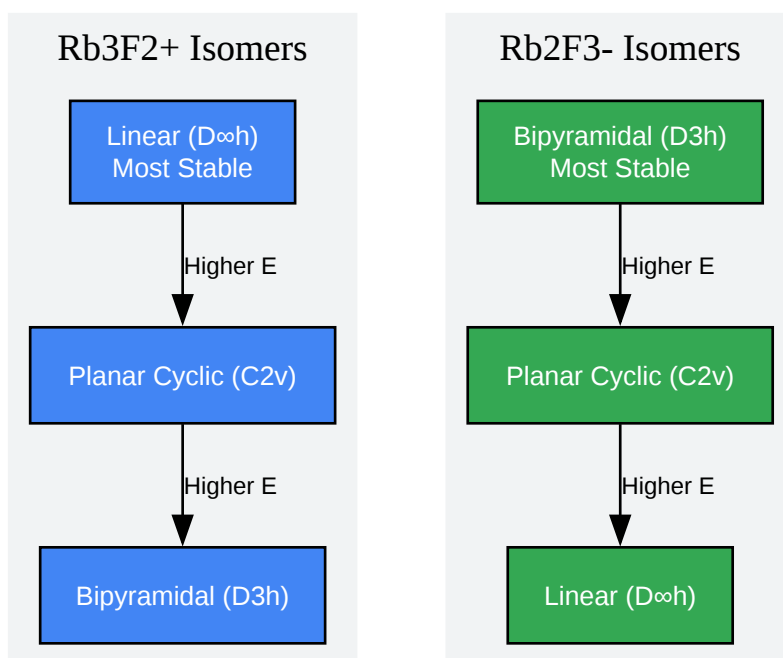 Rb3F2+ Isomers
Linear (D∞h)
Most Stable
Higher E
Planar Cyclic (C2v)
Higher E
Bipyramidal (D3h)
Rb2F3- Isomers
Bipyramidal (D3h)
Most Stable
Higher E
Planar Cyclic (C2v)
Higher E
Linear (D∞h)